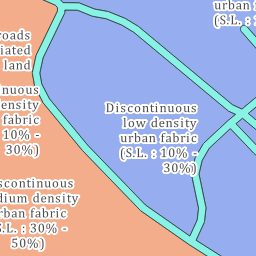 urban f
(S.L. : 
roads
iated
land
nuous
density
fabric
10% -
30%)
Discontinuous
low density
urban fabric
(S.L. : 10% -
30%)
scontinuous
dium density
rban fabric
S.L. : 30% -
50%)